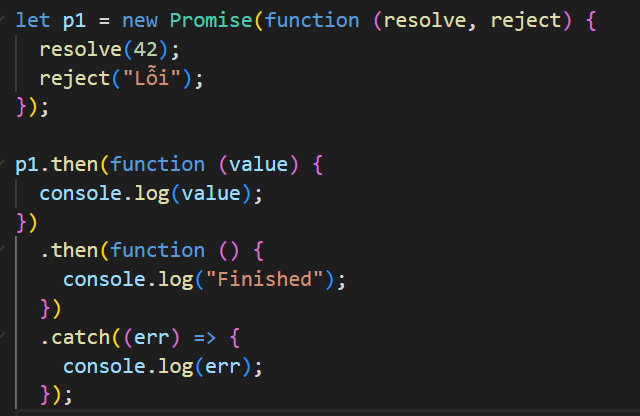 let p1 = new Promise(function (resolve, reject) {
  resolve(42);
  reject("Lỗi");
});

p1.then(function (value) {
  console.log(value);
})
  .then(function () {
    console.log("Finished");
  })
  .catch((err) => {
    console.log(err);
  });